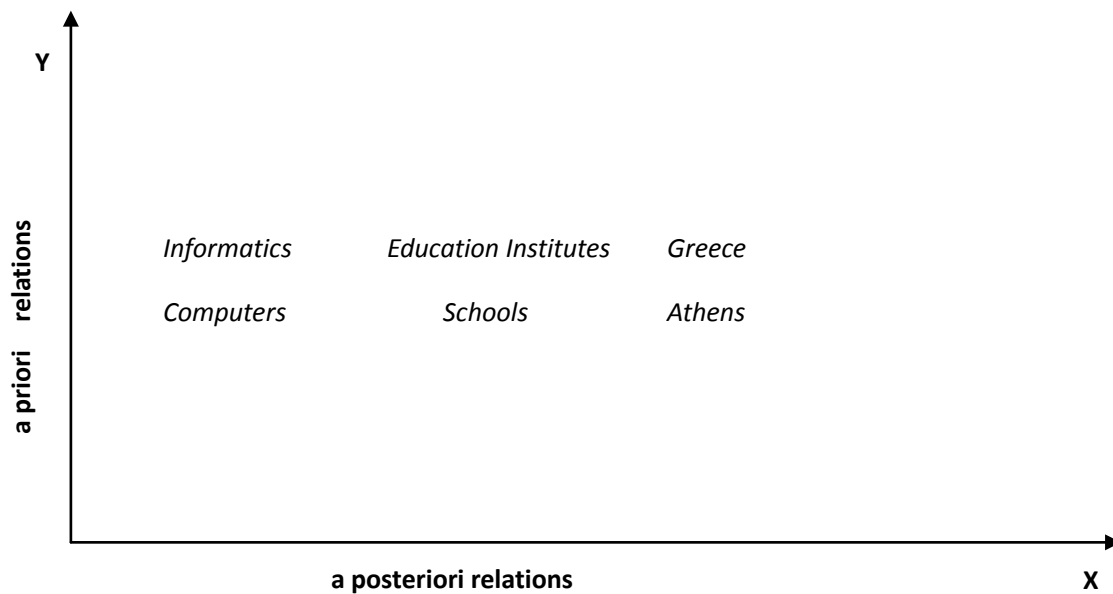 Y
a priori relations
Informatics Education Institutes Greece
Computers Schools Athens
a posteriori relations X